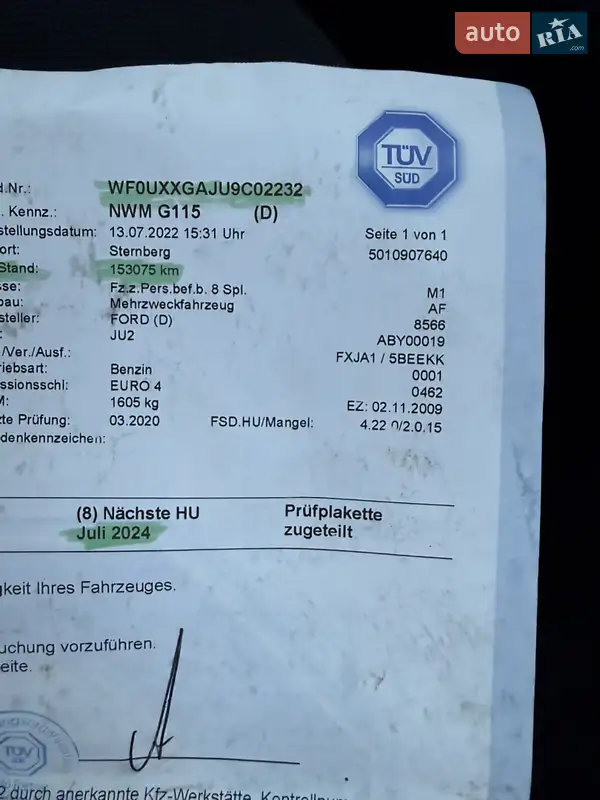 auto RIA .com
TÜV
SÜD
d.Nr.: WF0UXXGAJU9C02232
. Kennz.: NWM G115 (D)
stellungsdatum: 13.07.2022 15:31 Uhr Seite 1 von 1
ort: Sternberg 5010907640
Stand: 153075 km
sse: Fz.z.Pers.bef.b. 8 Spl. M1
bau: Mehrzweckfahrzeug AF
steller: FORD (D) 8566
: JU2 ABY00019
/Ver./Ausf.: FXJA1 / 5BEEKK
riebsart: Benzin 0001
ssionsschl: EURO 4 0462
M: 1605 kg EZ: 02.11.2009
zte Prüfung: 03.2020 FSD.HU/Mangel: 4.22.0/2.0.15
denkennzeichen:
(8) Nächste HU Prüfplakette
Juli 2024 zugeteilt
gkeit Ihres Fahrzeuges.
uchung vorzuführen.
eite.
TÜV
2 durch anerkannte Kfz-Werkstätte, Kontrollnu